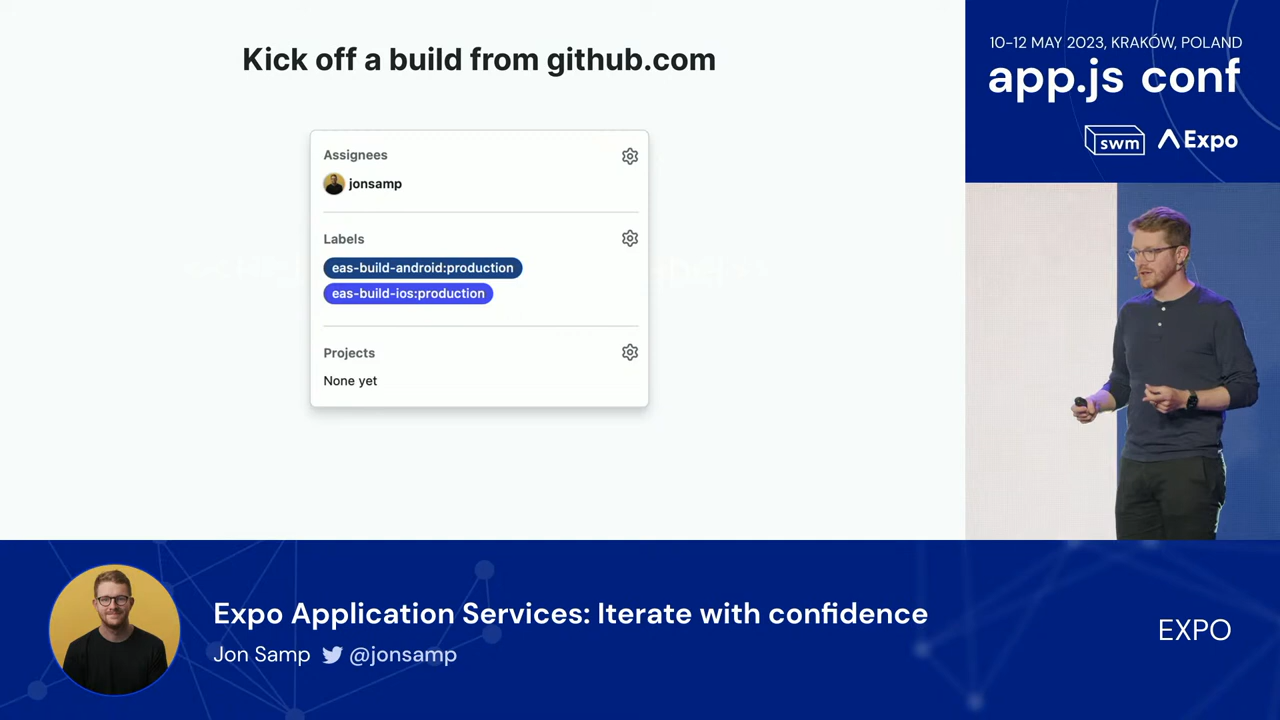 Kick off a build from github.com
Assignees
jonsamp
Labels
eas-build-android:production
eas-build-ios:production
Projects
None yet
10-12 MAY 2023, KRAKÓW, POLAND
app.js conf
swm
Expo
Expo Application Services: Iterate with confidence
Jon Samp @jonsamp
EXPO